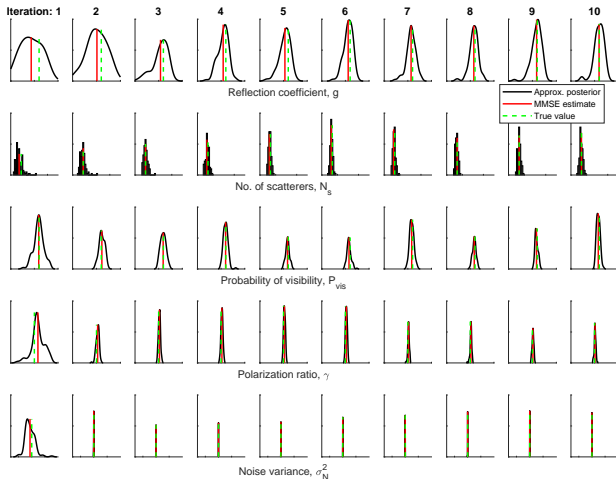 Iteration: 1 2 3 4 5 6 7 8 9 10
Reflection coefficient, g
Approx. posterior
MMSE estimate
True value
No. of scatterers, N_s
Probability of visibility, P_vis
Polarization ratio, γ
Noise variance, σ_N^2